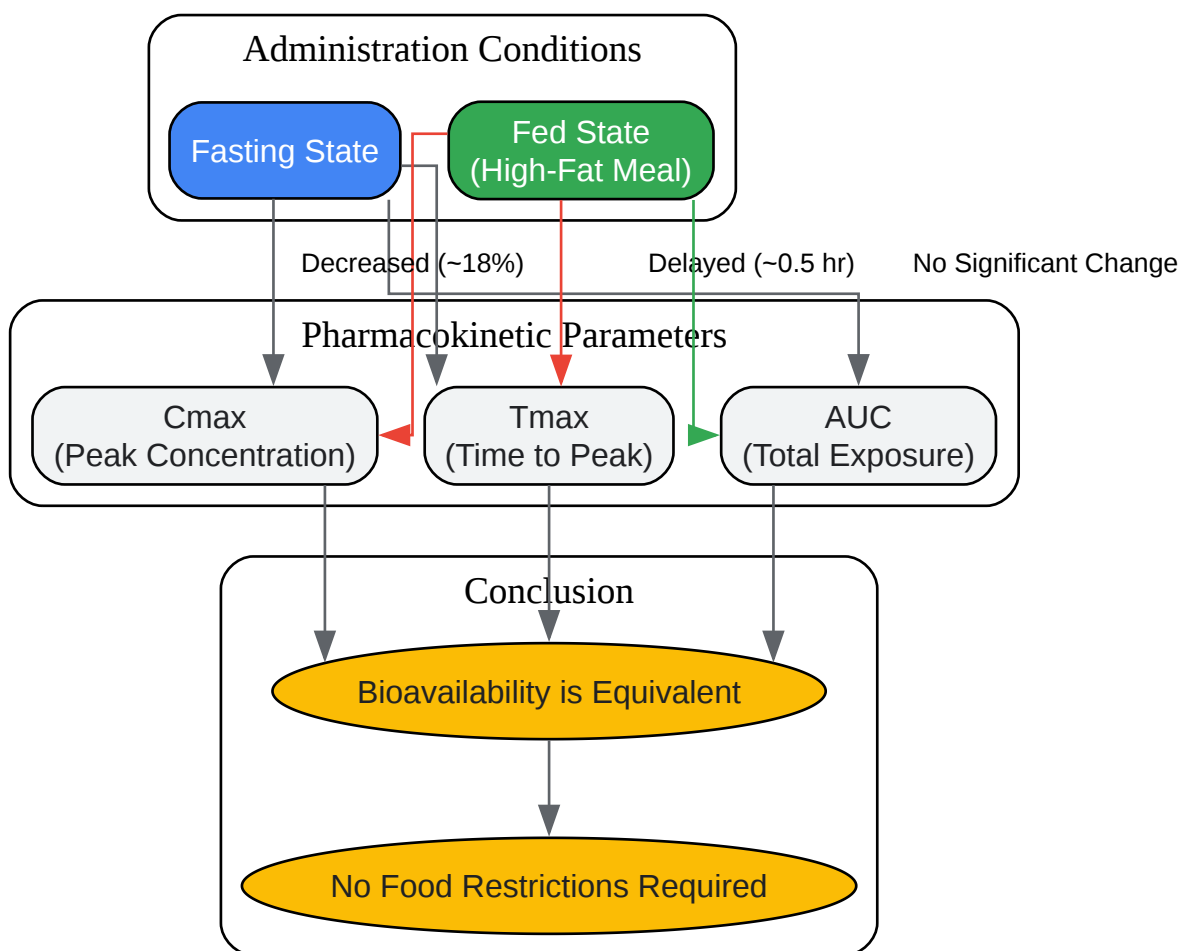 Administration Conditions
Fasting State
Fed State
(High-Fat Meal)
Decreased (~18%)
Delayed (~0.5 hr)
No Significant Change
Pharmacokinetic Parameters
Cmax
(Peak Concentration)
Tmax
(Time to Peak)
AUC
(Total Exposure)
Conclusion
Bioavailability is Equivalent
No Food Restrictions Required